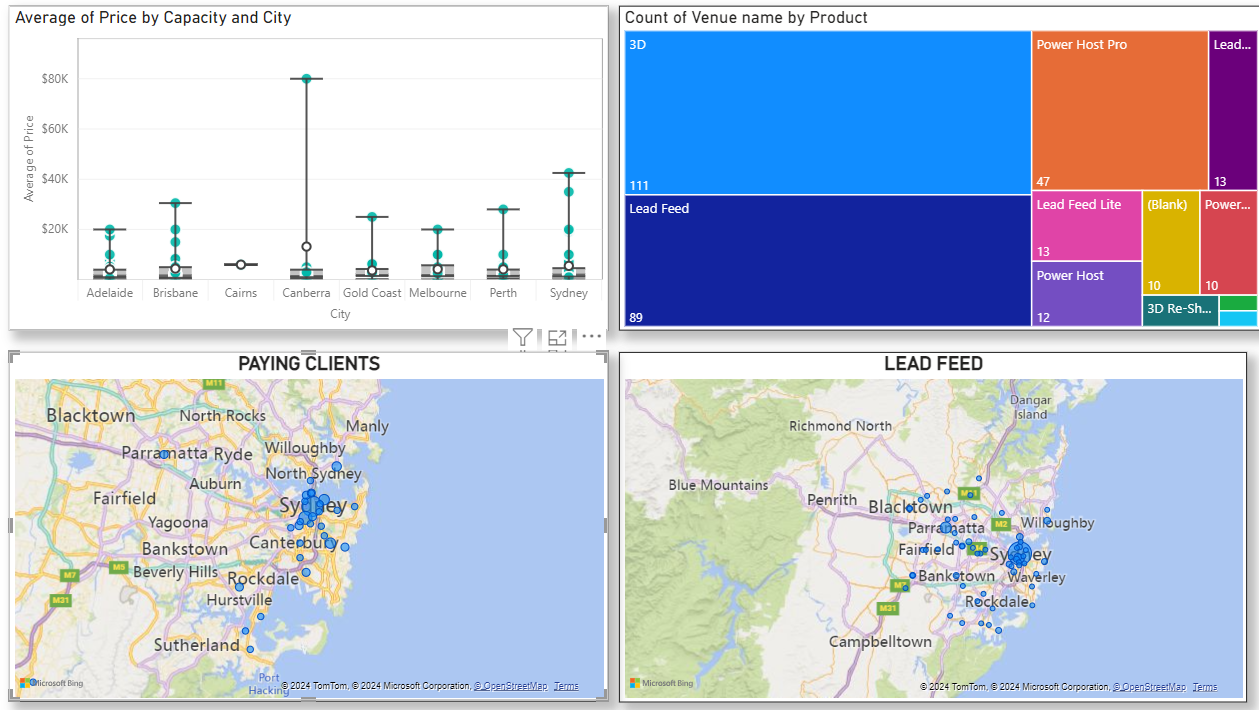 Average of Price by Capacity and City
Average of Price
$80K
$60K
$40K
$20K
Adelaide
Brisbane
Cairns
Canberra
Gold Coast
Melbourne
Perth
Sydney
City
Count of Venue name by Product
3D
111
Lead Feed
89
Power Host Pro
47
Lead...
13
Lead Feed Lite
13
Power Host
12
(Blank)
10
Power...
10
3D Re-Sh...
PAYING CLIENTS
M11
Blacktown
North Rocks
Manly
Parramatta
Ryde
Willoughby
North Sydney
Auburn
Fairfield
Sydney
Yagoona
Bankstown
Canterbury
M5
Beverly Hills
M7
Rockdale
M31
Hurstville
Sutherland
Port
Hacking
Microsoft Bing
© 2024 TomTom, © 2024 Microsoft Corporation, © OpenStreetMap Terms
LEAD FEED
Dangar
Island
Richmond North
Blue Mountains
Penrith
Blacktown
Parramatta
M2
Willoughby
Fairfield
Sydney
Bankstown
Waverley
Rockdale
M31
Campbelltown
Microsoft Bing
© 2024 TomTom, © 2024 Microsoft Corporation, © OpenStreetMap Terms